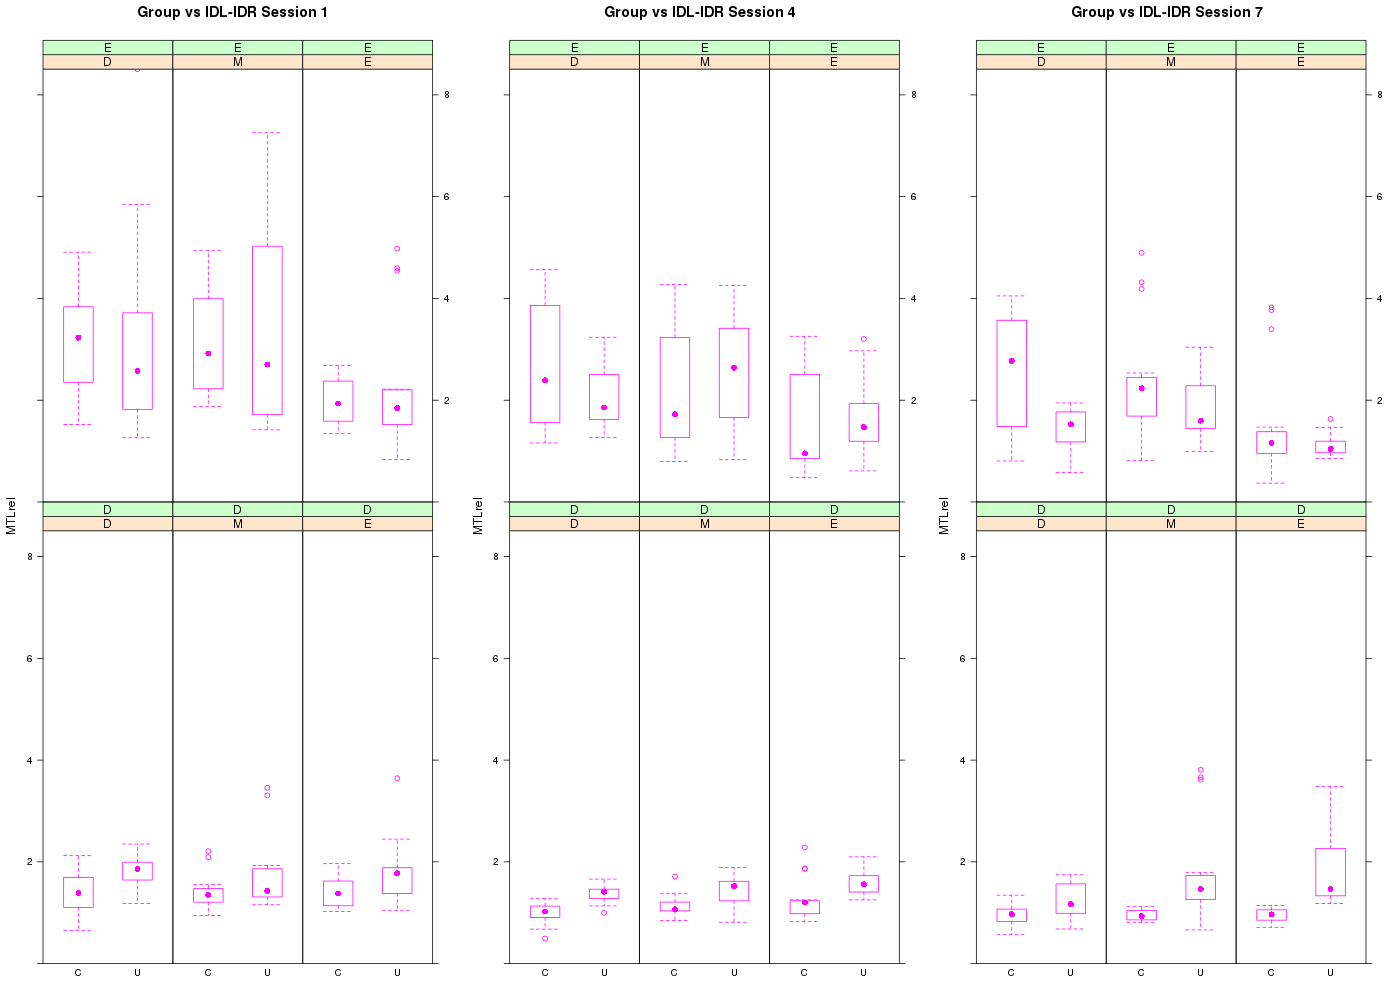 Group vs IDL-IDR Session 1 Group vs IDL-IDR Session 4 Group vs IDL-IDR Session 7
E E E E E E E E E
D M E D M E D M E
8 8 8
6 6 6
4 4 4
2 2 2
MTLrel MTLrel MTLrel
D D D D D D D D D
D M E D M E D M E
8 8 8
6 6 6
4 4 4
2 2 2
C U C U C U C U C U C U C U C U C U